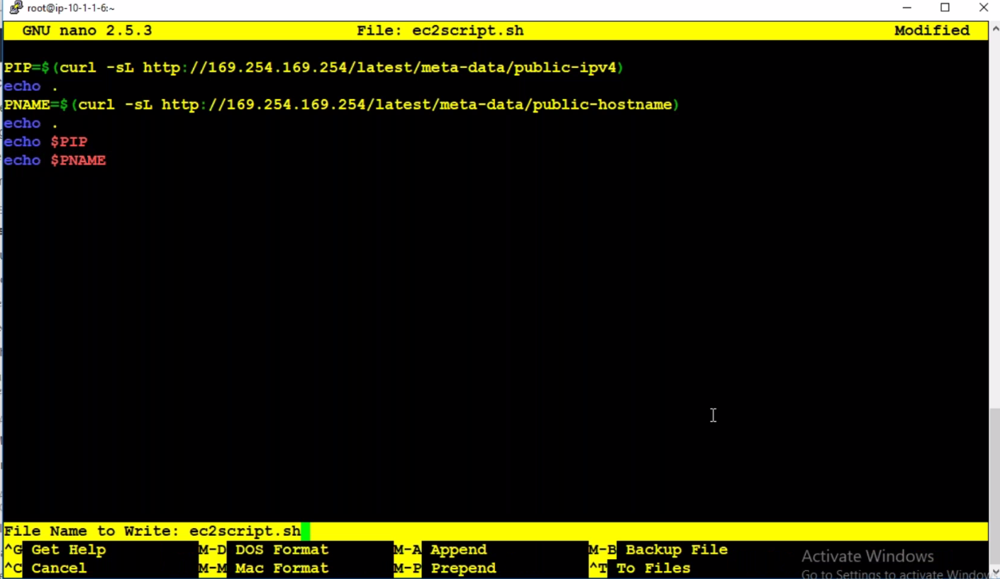 root@ip-10-1-1-6:~
GNU nano 2.5.3 File: ec2script.sh Modified
PIP=$(curl -sL http://169.254.169.254/latest/meta-data/public-ipv4)
echo .
PNAME=$(curl -sL http://169.254.169.254/latest/meta-data/public-hostname)
echo .
echo $PIP
echo $PNAME
File Name to Write: ec2script.sh
^G Get Help M-D DOS Format M-A Append M-B Backup File
^C Cancel M-M Mac Format M-P Prepend ^T To Files
Activate Windows
Go to Settings to activate Windows